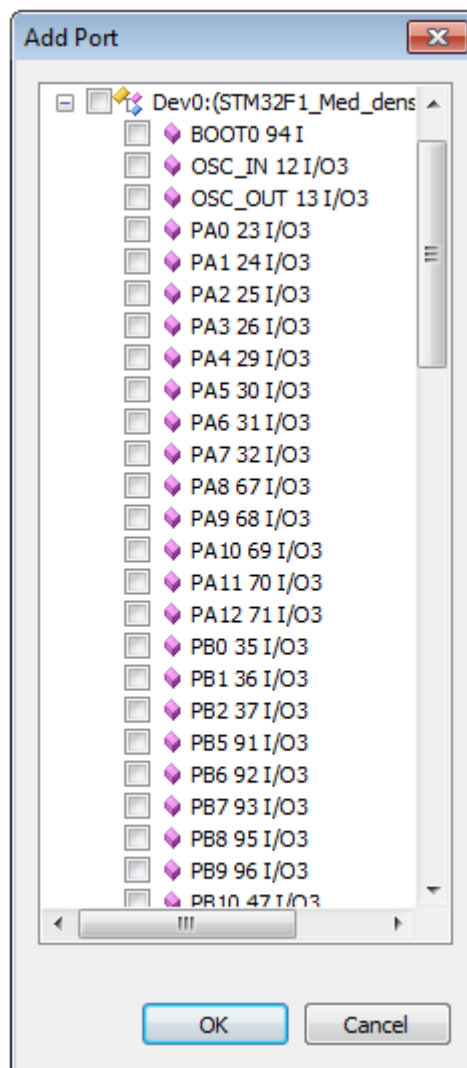 Add Port
Dev0:(STM32F1_Med_dens
BOOT0 94 I
OSC_IN 12 I/O3
OSC_OUT 13 I/O3
PA0 23 I/O3
PA1 24 I/O3
PA2 25 I/O3
PA3 26 I/O3
PA4 29 I/O3
PA5 30 I/O3
PA6 31 I/O3
PA7 32 I/O3
PA8 67 I/O3
PA9 68 I/O3
PA10 69 I/O3
PA11 70 I/O3
PA12 71 I/O3
PB0 35 I/O3
PB1 36 I/O3
PB2 37 I/O3
PB5 91 I/O3
PB6 92 I/O3
PB7 93 I/O3
PB8 95 I/O3
PB9 96 I/O3
PB10 47 I/O3
OK Cancel